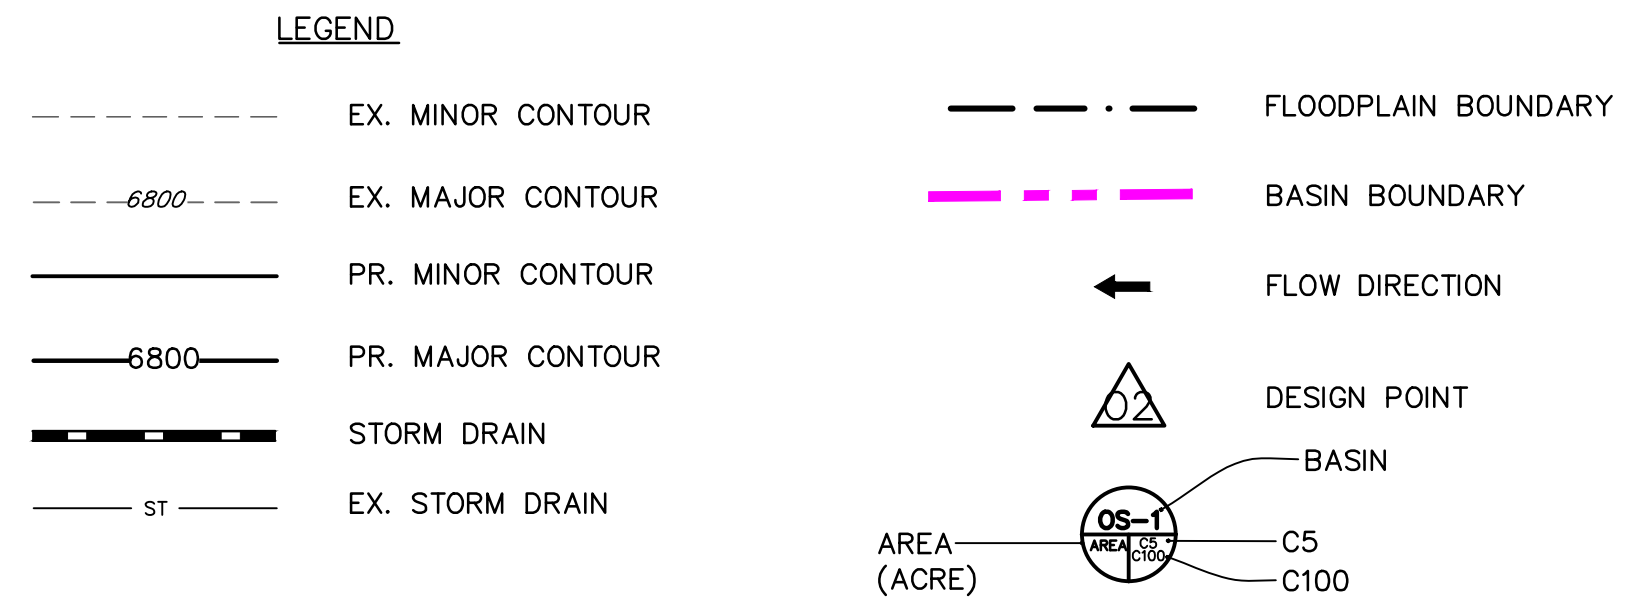 LEGEND
EX. MINOR CONTOUR
6800 EX. MAJOR CONTOUR
PR. MINOR CONTOUR
6800 PR. MAJOR CONTOUR
STORM DRAIN
ST EX. STORM DRAIN
FLOODPLAIN BOUNDARY
BASIN BOUNDARY
FLOW DIRECTION
02 DESIGN POINT
BASIN
OS-1
AREA
(ACRE)
AREA
C5
C100
C5
C100